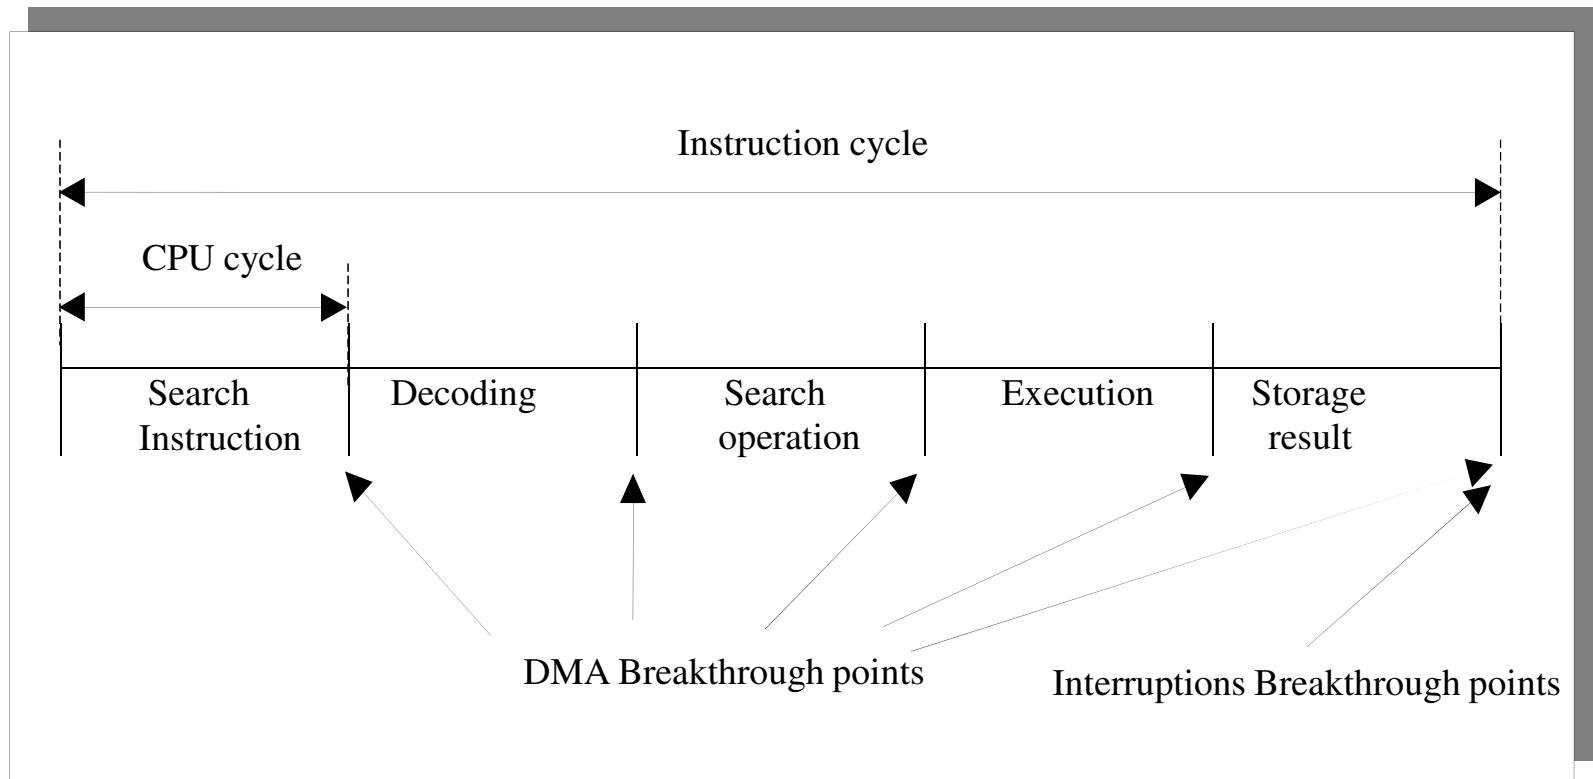 Instruction cycle
CPU cycle
Search
Instruction
Decoding
Search
operation
Execution
Storage
result
DMA Breakthrough points
Interruptions Breakthrough points